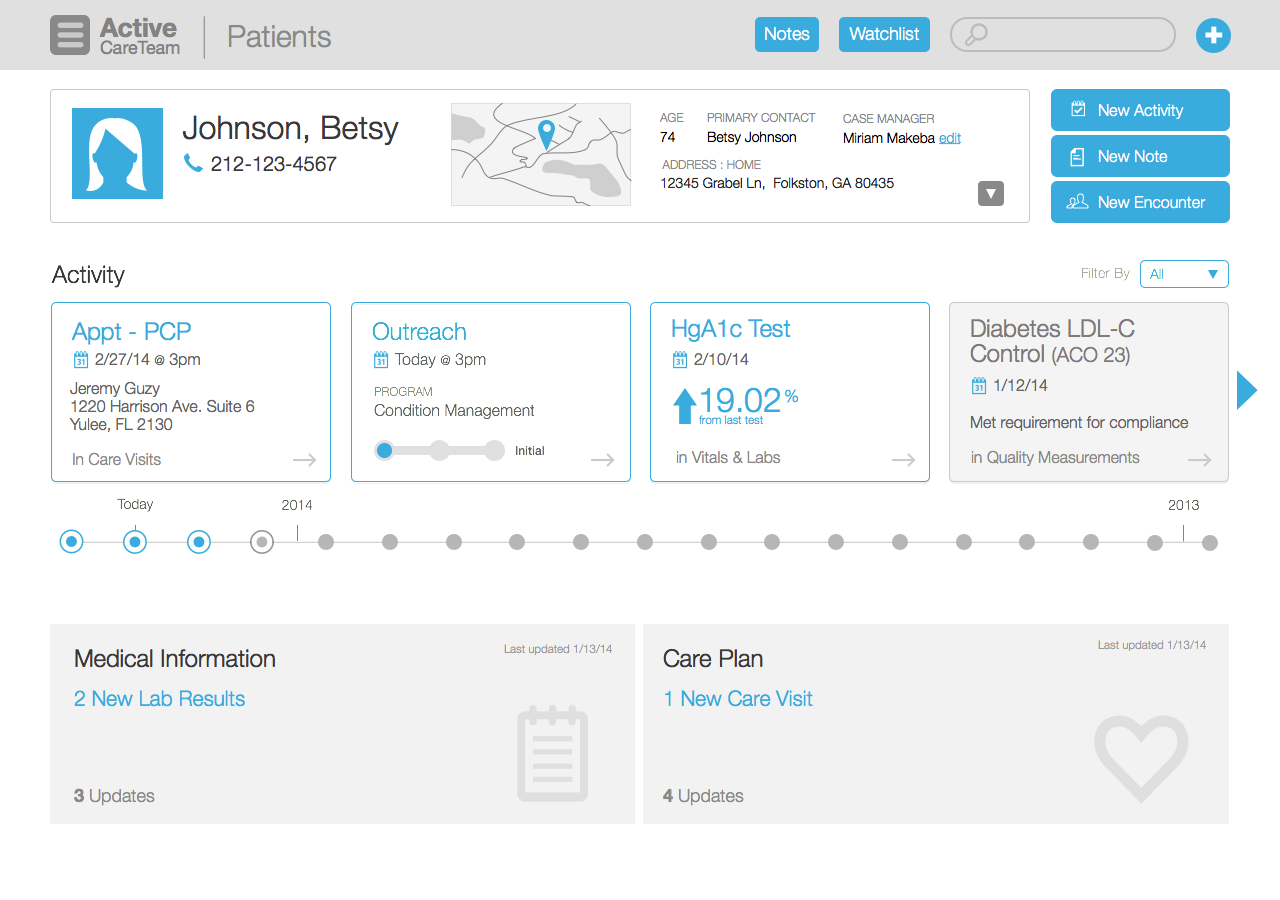 Active
CareTeam
Patients
Notes
Watchlist
Johnson, Betsy
212-123-4567
AGE
74
PRIMARY CONTACT
Betsy Johnson
CASE MANAGER
Miriam Makeba edit
ADDRESS : HOME
12345 Grabel Ln, Folkston, GA 80435
New Activity
New Note
New Encounter
Activity
Filter By
All
Appt - PCP
31 2/27/14 @ 3pm
Jeremy Guzy
1220 Harrison Ave. Suite 6
Yulee, FL 2130
In Care Visits
Outreach
31 Today @ 3pm
PROGRAM
Condition Management
Initial
HgA1c Test
31 2/10/14
19.02 %
from last test
in Vitals & Labs
Diabetes LDL-C
Control (ACO 23)
31 1/12/14
Met requirement for compliance
in Quality Measurements
Today
2014
2013
Medical Information
Last updated 1/13/14
2 New Lab Results
3 Updates
Care Plan
Last updated 1/13/14
1 New Care Visit
4 Updates